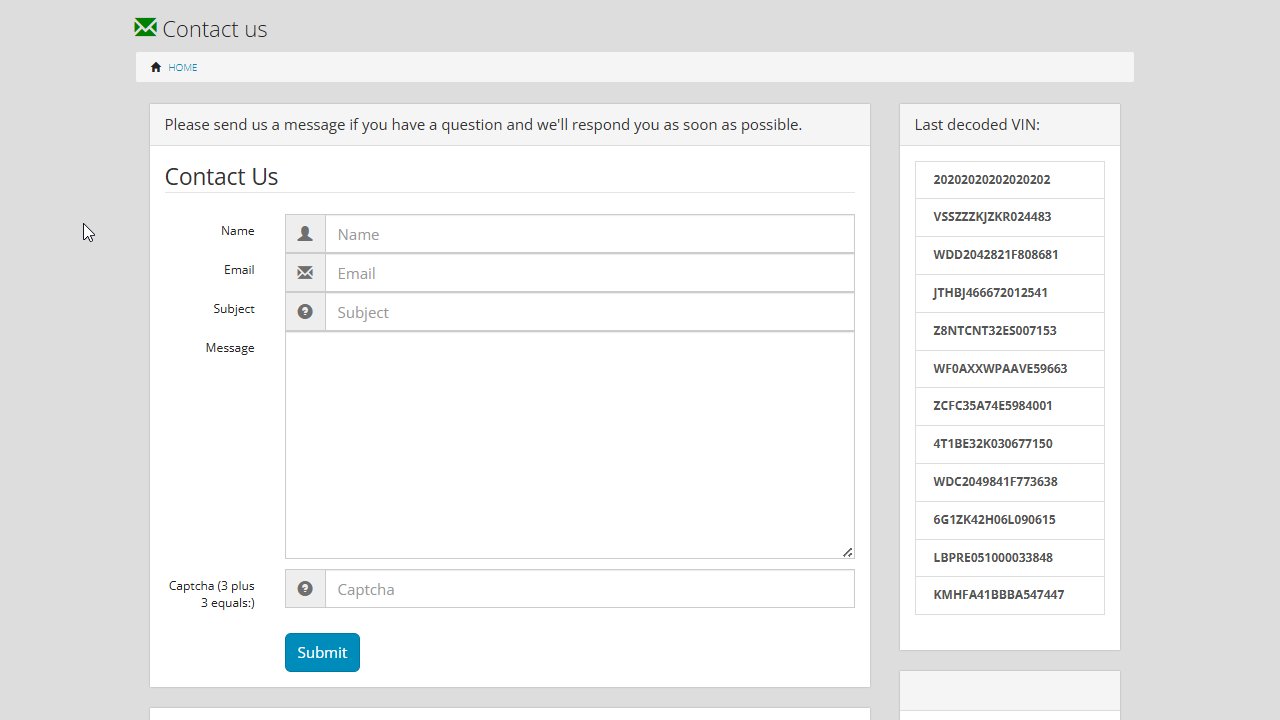 Contact us
HOME
Please send us a message if you have a question and we'll respond you as soon as possible.
Contact Us
Name
Name
Email
Email
Subject
Subject
Message
Captcha (3 plus
3 equals:)
Captcha
Submit
Last decoded VIN:
20202020202020202
VSSZZZKJZKR024483
WDD2042821F808681
JTHBJ466672012541
Z8NTCNT32ES007153
WF0AXXWPAAVE59663
ZCFC35A74E5984001
4T1BE32K030677150
WDC2049841F773638
6G1ZK42H06L090615
LBPRE051000033848
KMHFA41BBBA547447